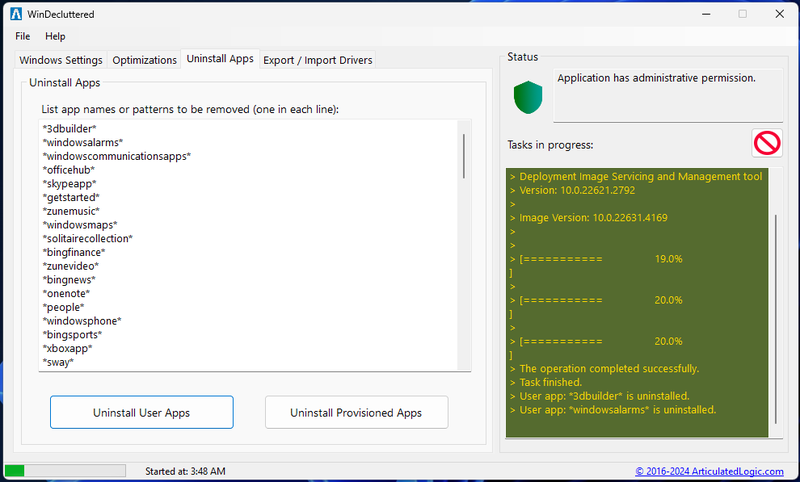 WinDecluttered
File Help
Windows Settings Optimizations Uninstall Apps Export / Import Drivers
Uninstall Apps
List app names or patterns to be removed (one in each line):
*3dbuilder*
*windowsalarms*
*windowscommunicationsapps*
*officehub*
*skypeapp*
*getstarted*
*zunemusic*
*windowsmaps*
*solitairecollection*
*bingfinance*
*zunevideo*
*bingnews*
*onenote*
*people*
*windowsphone*
*bingsports*
*xboxapp*
*sway*
Uninstall User Apps Uninstall Provisioned Apps
Status
Application has administrative permission.
Tasks in progress:
> Deployment Image Servicing and Management tool
> Version: 10.0.22621.2792
>
> Image Version: 10.0.22631.4169
>
>
> [=========== 19.0%
]
>
> [=========== 20.0%
]
>
> [=========== 20.0%
]
> The operation completed successfully.
> Task finished.
> User app: *3dbuilder* is uninstalled.
> User app: *windowsalarms* is uninstalled.
Started at: 3:48 AM
© 2016-2024 ArticulatedLogic.com